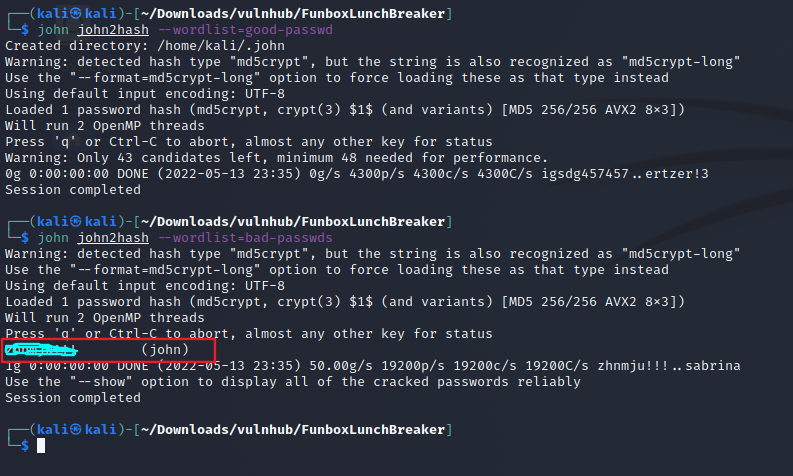 ┌──(kali㉿kali)-[~/Downloads/vulnhub/FunboxLunchBreaker]
└─$ john john2hash --wordlist=good-passwd
Created directory: /home/kali/.john
Warning: detected hash type "md5crypt", but the string is also recognized as "md5crypt-long"
Use the "--format=md5crypt-long" option to force loading these as that type instead
Using default input encoding: UTF-8
Loaded 1 password hash (md5crypt, crypt(3) $1$ (and variants) [MD5 256/256 AVX2 8×3])
Will run 2 OpenMP threads
Press 'q' or Ctrl-C to abort, almost any other key for status
Warning: Only 43 candidates left, minimum 48 needed for performance.
0g 0:00:00:00 DONE (2022-05-13 23:35) 0g/s 4300p/s 4300c/s 4300C/s igsdg457457..ertzer!3
Session completed
┌──(kali㉿kali)-[~/Downloads/vulnhub/FunboxLunchBreaker]
└─$ john john2hash --wordlist=bad-passwds
Warning: detected hash type "md5crypt", but the string is also recognized as "md5crypt-long"
Use the "--format=md5crypt-long" option to force loading these as that type instead
Using default input encoding: UTF-8
Loaded 1 password hash (md5crypt, crypt(3) $1$ (and variants) [MD5 256/256 AVX2 8×3])
Will run 2 OpenMP threads
Press 'q' or Ctrl-C to abort, almost any other key for status
(john)
1g 0:00:00:00 DONE (2022-05-13 23:35) 50.00g/s 19200p/s 19200c/s 19200C/s zhnmju!!!..sabrina
Use the "--show" option to display all of the cracked passwords reliably
Session completed
┌──(kali㉿kali)-[~/Downloads/vulnhub/FunboxLunchBreaker]
└─$